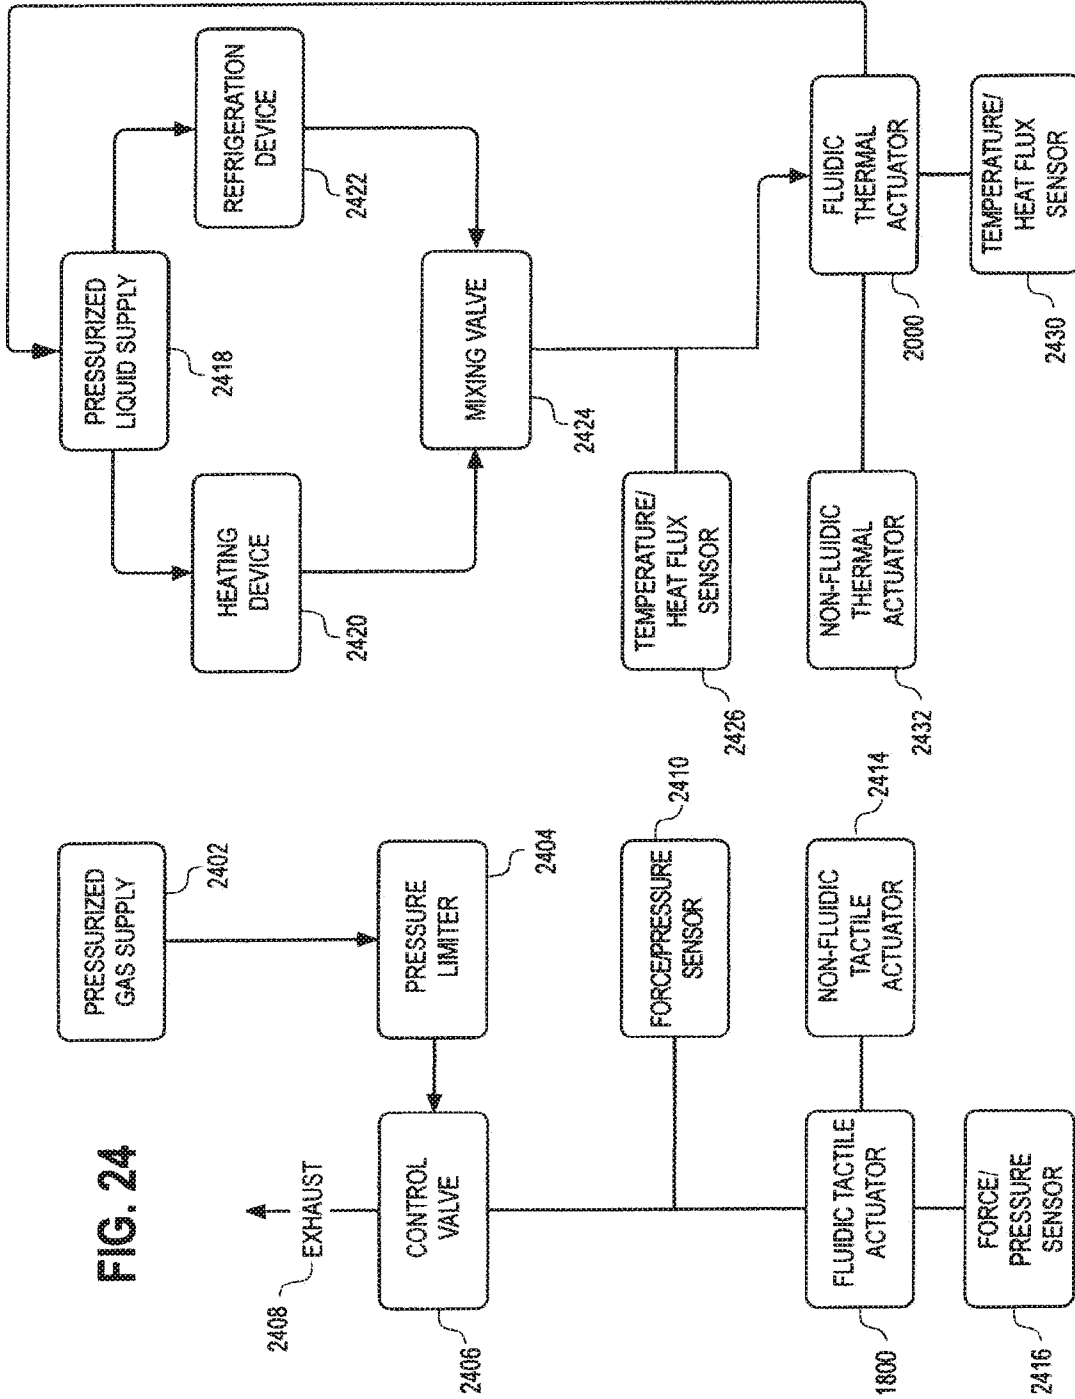 FIG. 24
PRESSURIZED
GAS SUPPLY
2402
PRESSURE
LIMITER
2404
2408
EXHAUST
CONTROL
VALVE
2406
FORCE/PRESSURE
SENSOR
2410
FLUIDIC TACTILE
ACTUATOR
1800
NON-FLUIDIC
TACTILE
ACTUATOR
2414
FORCE/
PRESSURE
SENSOR
2416
PRESSURIZED
LIQUID SUPPLY
2418
HEATING
DEVICE
2420
REFRIGERATION
DEVICE
2422
MIXING VALVE
2424
TEMPERATURE/
HEAT FLUX
SENSOR
2426
NON-FLUIDIC
THERMAL
ACTUATOR
2432
FLUIDIC
THERMAL
ACTUATOR
2000
TEMPERATURE/
HEAT FLUX
SENSOR
2430